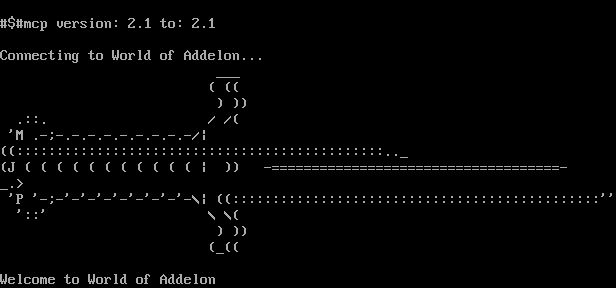 #$#mcp version: 2.1 to: 2.1
Connecting to World of Addelon...
                            ___
                           ( ((
                            ) ))
  .::.                     / /(
 'M .-;-.-.-.-.-.-.-.-.-/|
((::::::::::::::::::::::::::::::::::::::::::::::.._
(J ( ( ( ( ( ( ( ( ( ( ( |  ))   -====================================-
_.>
 'P '-;-'-'-'-'-'-'-'-'-\| ((::::::::::::::::::::::::::::::::::::::::::::::''
  '::'                     \ \(
                            ) ))
                           (_((
Welcome to World of Addelon